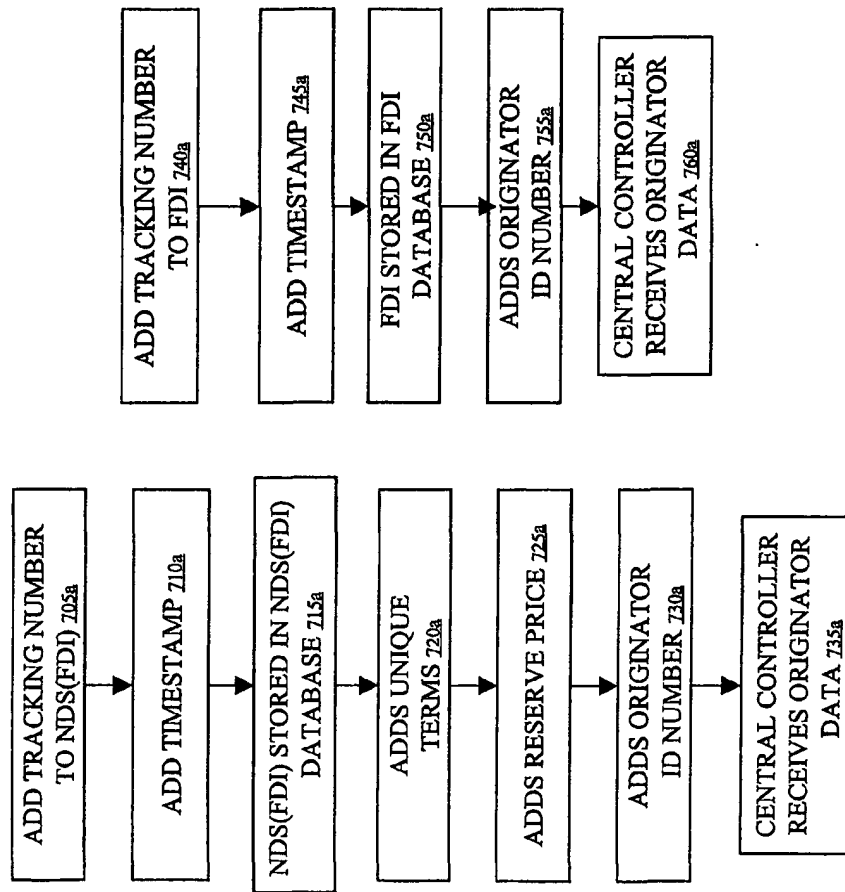 ADD TRACKING NUMBER
TO NDS(FDI) 705a
ADD TIMESTAMP 710a
NDS(FDI) STORED IN NDS(FDI)
DATABASE 715a
ADDS UNIQUE
TERMS 720a
ADDS RESERVE PRICE 725a
ADDS ORIGINATOR
ID NUMBER 730a
CENTRAL CONTROLLER
RECEIVES ORIGINATOR
DATA 735a
ADD TRACKING NUMBER
TO FDI 740a
ADD TIMESTAMP 745a
FDI STORED IN FDI
DATABASE 750a
ADDS ORIGINATOR
ID NUMBER 755a
CENTRAL CONTROLLER
RECEIVES ORIGINATOR
DATA 760a